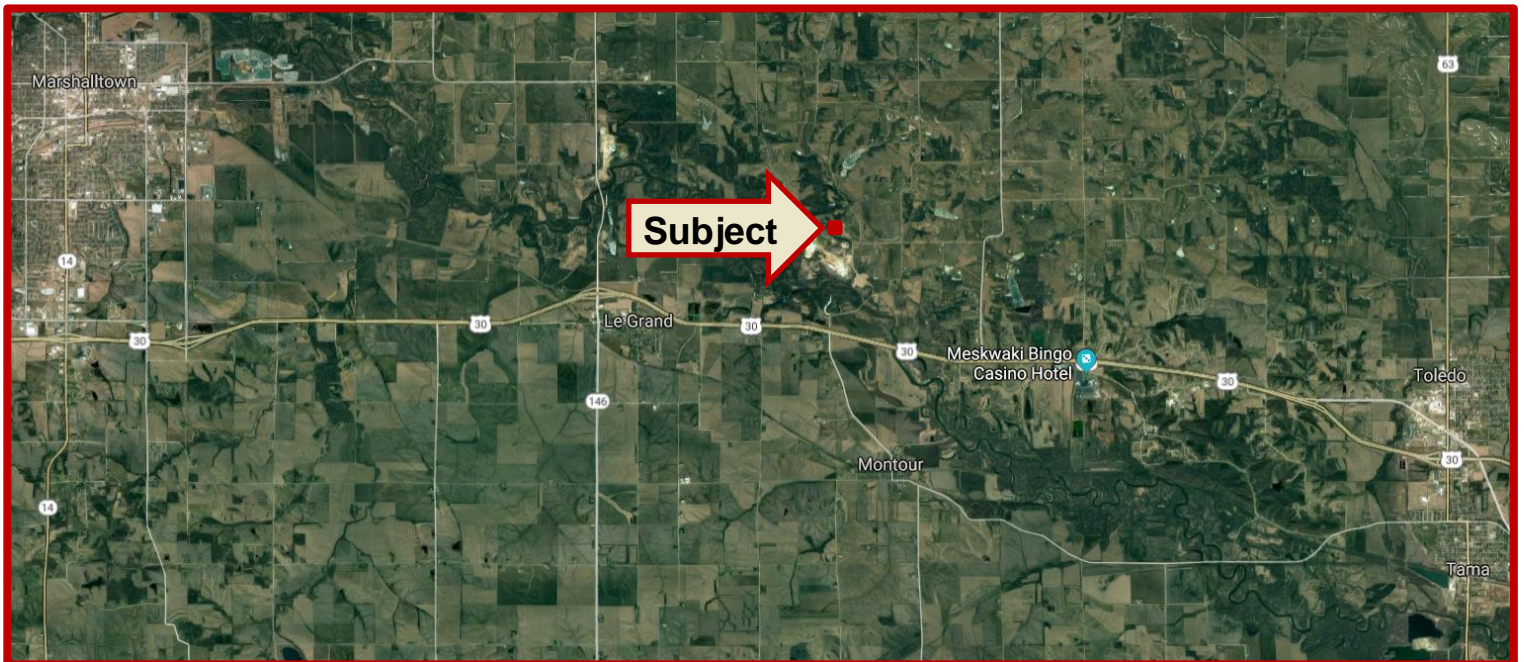 63
Marshalltown
Subject
14
30
30
Le Grand
30
30
Meskwaki Bingo
Casino Hotel
30
Toledo
146
30
Montour
14
Tama